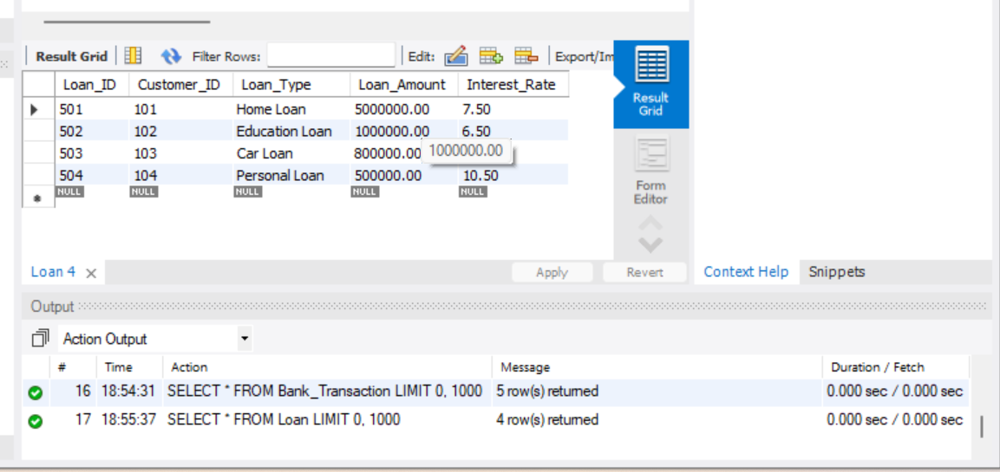 Result Grid Filter Rows: Edit: Export/Im
Result
Grid
Loan_ID Customer_ID Loan_Type Loan_Amount Interest_Rate
501 101 Home Loan 5000000.00 7.50
502 102 Education Loan 1000000.00 6.50
503 103 Car Loan 800000.00
1000000.00
504 104 Personal Loan 500000.00 10.50
NULL NULL NULL NULL NULL
Form
Editor
Loan 4 Apply Revert Context Help Snippets
Output
Action Output
# Time Action Message Duration / Fetch
16 18:54:31 SELECT * FROM Bank_Transaction LIMIT 0, 1000 5 row(s) returned 0.000 sec / 0.000 sec
17 18:55:37 SELECT * FROM Loan LIMIT 0, 1000 4 row(s) returned 0.000 sec / 0.000 sec